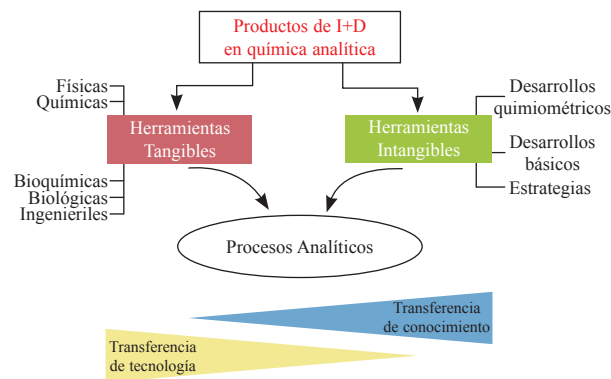 Productos de I+D
en química analítica
Físicas
Químicas
Herramientas
Tangibles
Bioquímicas
Biológicas
Ingenieriles
Herramientas
Intangibles
Desarrollos
quimiométricos
Desarrollos
básicos
Estrategias
Procesos Analíticos
Transferencia
de conocimiento
Transferencia
de tecnología